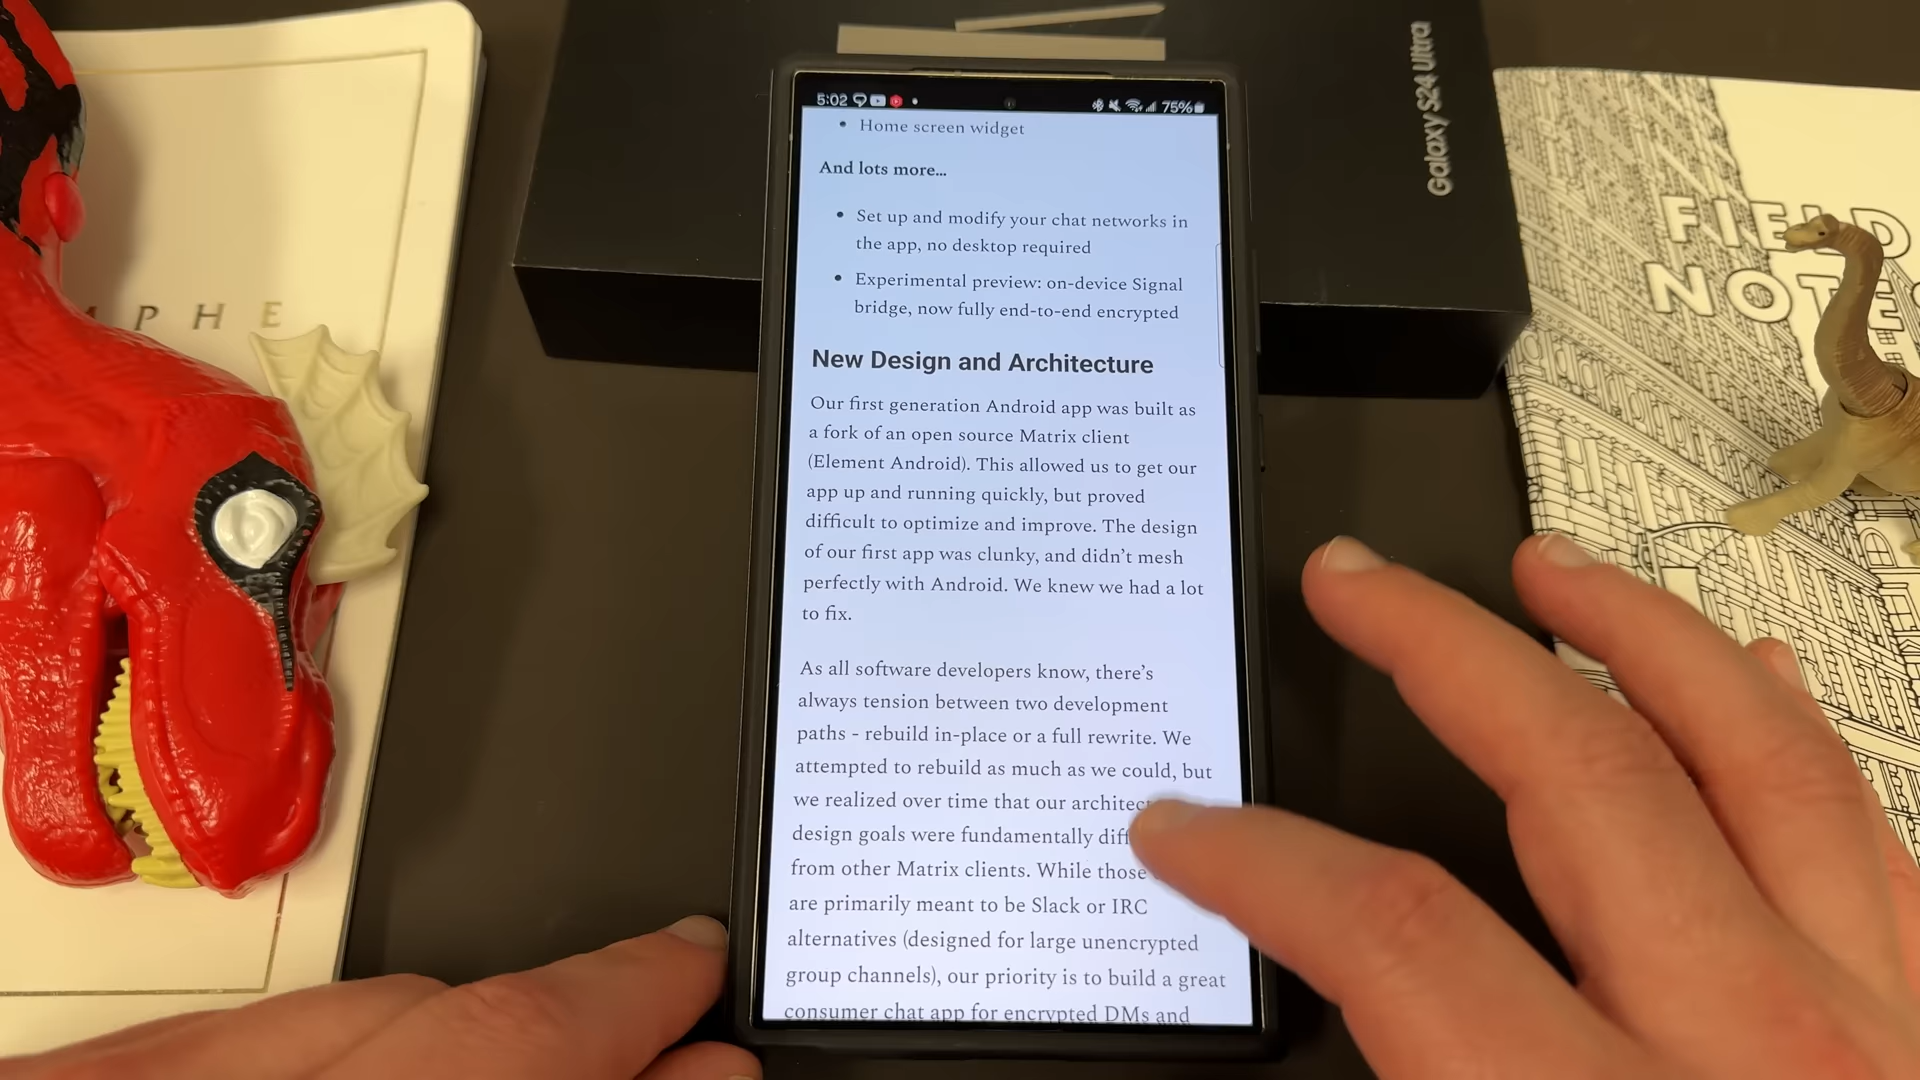 5:02
75%
Home screen widget
And lots more...
Set up and modify your chat networks in
the app, no desktop required
Experimental preview: on-device Signal
bridge, now fully end-to-end encrypted
New Design and Architecture
Our first generation Android app was built as
a fork of an open source Matrix client
(Element Android). This allowed us to get our
app up and running quickly, but proved
difficult to optimize and improve. The design
of our first app was clunky, and didn’t mesh
perfectly with Android. We knew we had a lot
to fix.
As all software developers know, there’s
always tension between two development
paths - rebuild in-place or a full rewrite. We
attempted to rebuild as much as we could, but
we realized over time that our
design goals were fundamentally
from other Matrix clients. While those
are primarily meant to be Slack or IRC
alternatives (designed for large unencrypted
group channels), our priority is to build a great
consumer chat app for encrypted DMs and
Galaxy S24 Ultra
FIELD